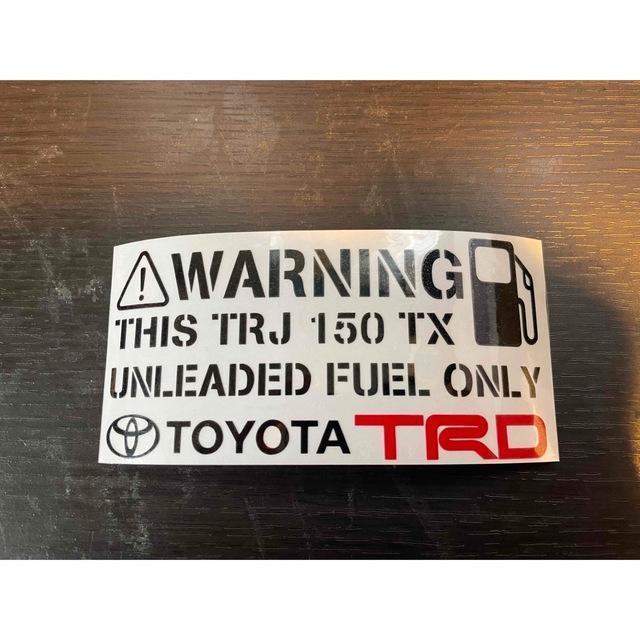 WARNING
THIS TRJ 150 TX
UNLEADED FUEL ONLY
TOYOTA TRD